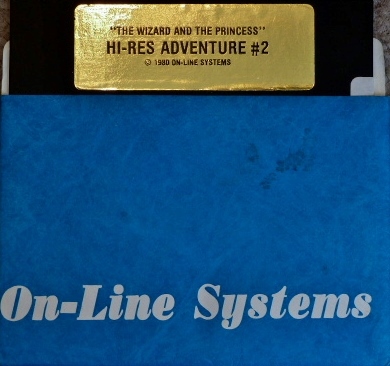 "THE WIZARD AND THE PRINCESS"
HI-RES ADVENTURE #2
© 1980 ON-LINE SYSTEMS
On-Line Systems